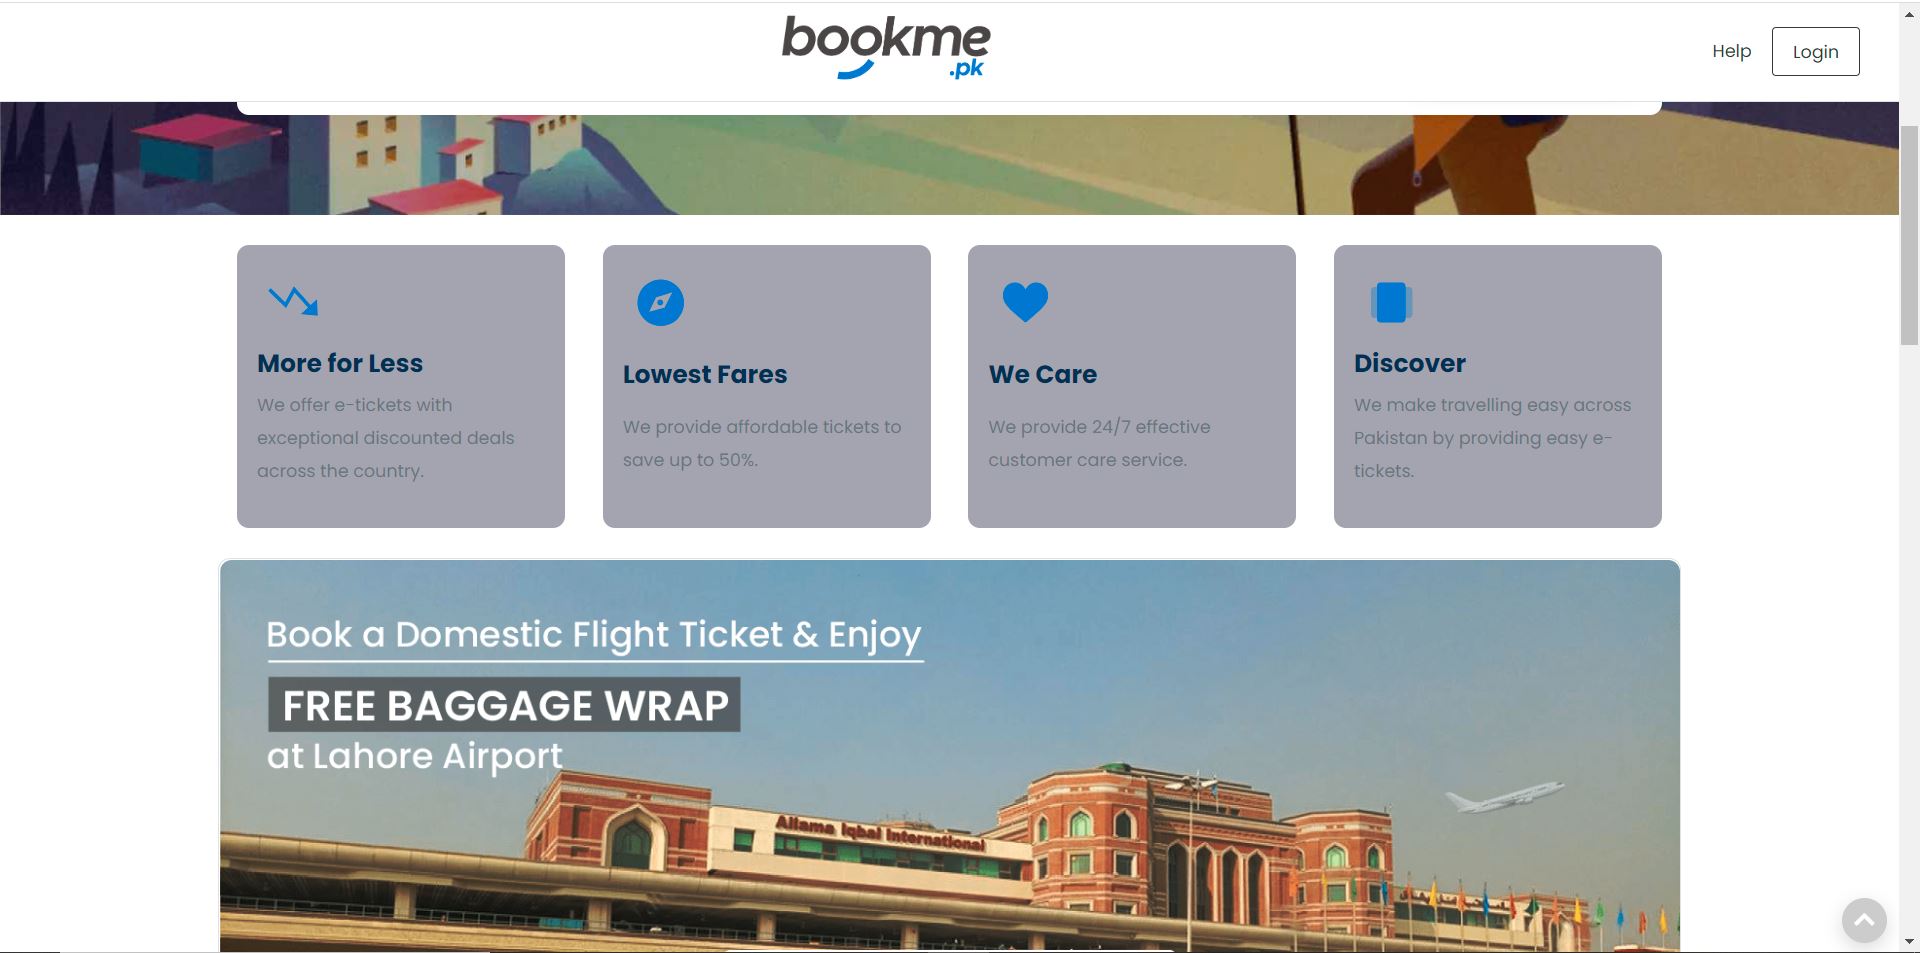 bookme
.pk
Help
Login
More for Less
We offer e-tickets with
exceptional discounted deals
across the country.
Lowest Fares
We provide affordable tickets to
save up to 50%.
We Care
We provide 24/7 effective
customer care service.
Discover
We make travelling easy across
Pakistan by providing easy e-
tickets.
Book a Domestic Flight Ticket & Enjoy
FREE BAGGAGE WRAP
at Lahore Airport
Allama Iqbal International